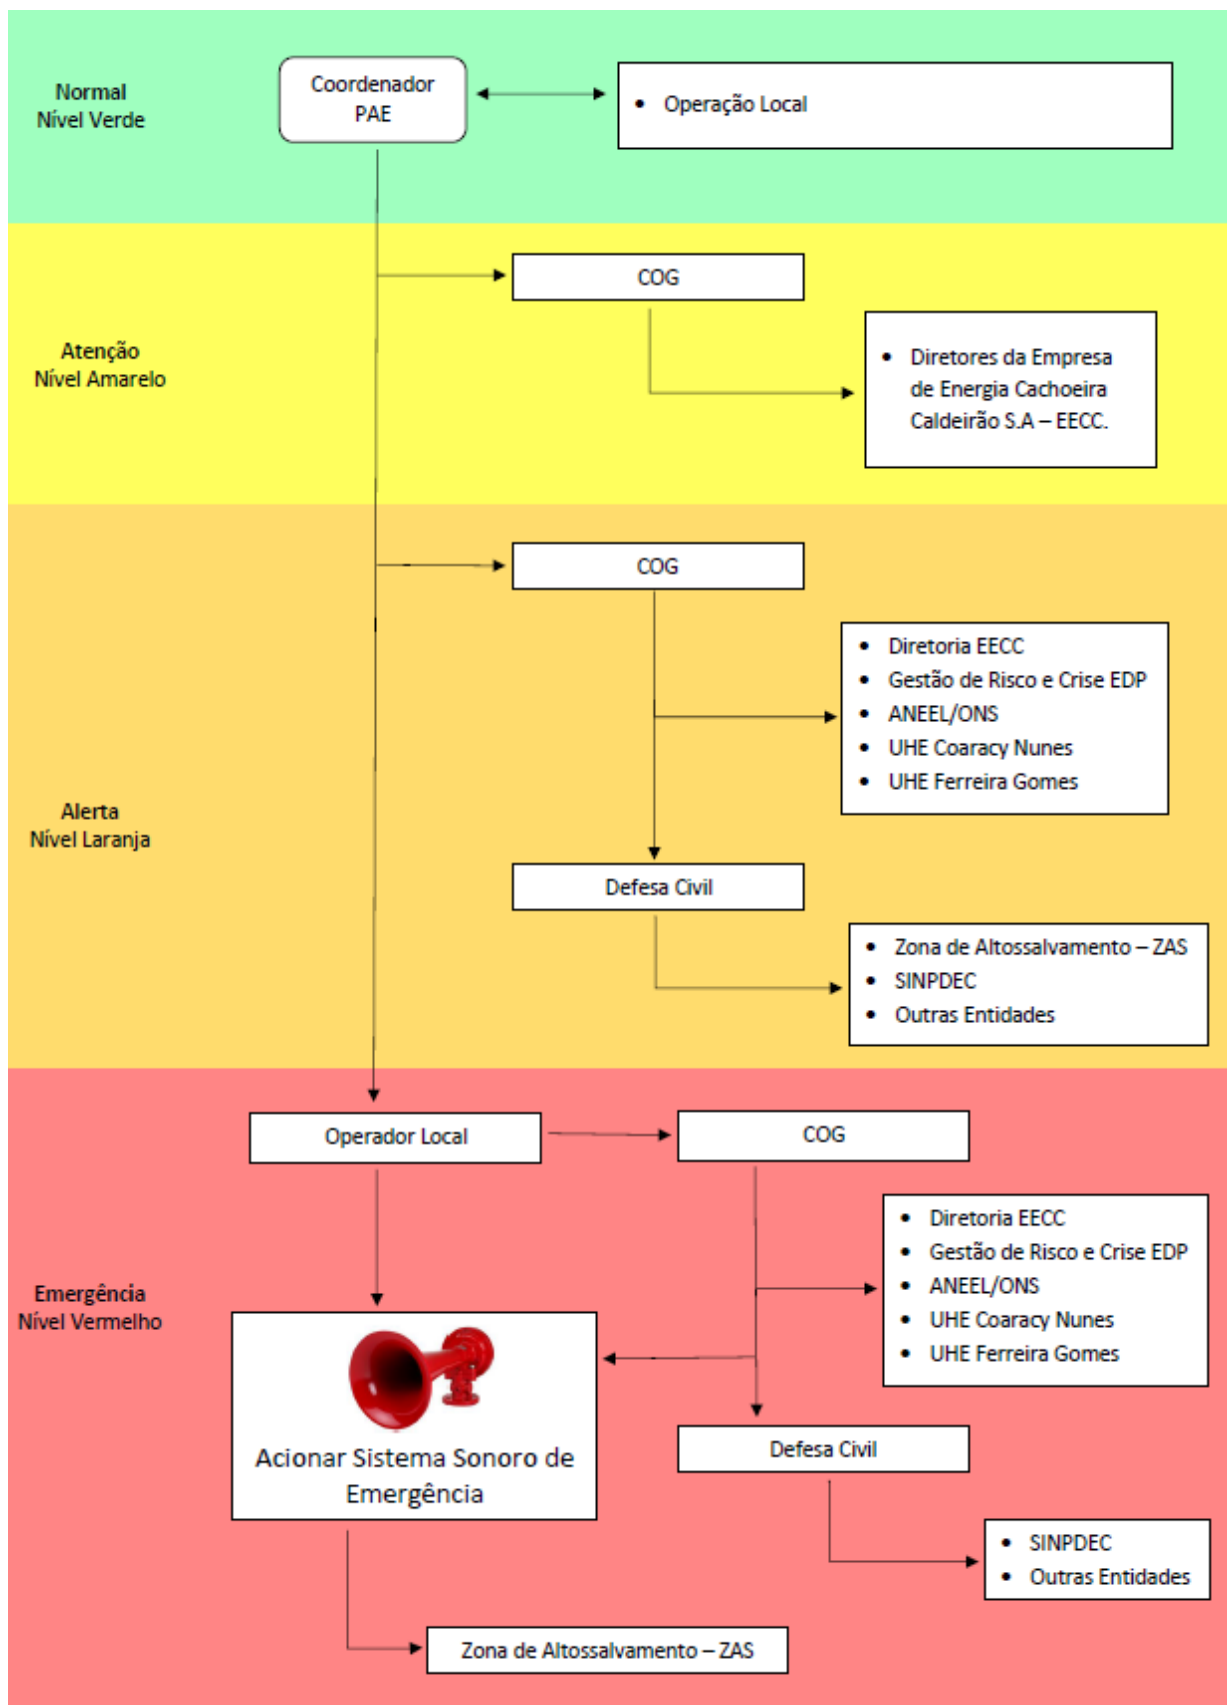 Normal
Nível Verde
Coordenador
PAE
• Operação Local
Atenção
Nível Amarelo
COG
• Diretores da Empresa
de Energia Cachoeira
Caldeirão S.A – EECC.
Alerta
Nível Laranja
COG
• Diretoria EECC
• Gestão de Risco e Crise EDP
• ANEEL/ONS
• UHE Coaracy Nunes
• UHE Ferreira Gomes
Defesa Civil
• Zona de Altossalvamento – ZAS
• SINPDEC
• Outras Entidades
Emergência
Nível Vermelho
Operador Local
COG
• Diretoria EECC
• Gestão de Risco e Crise EDP
• ANEEL/ONS
• UHE Coaracy Nunes
• UHE Ferreira Gomes
Acionar Sistema Sonoro de
Emergência
Defesa Civil
• SINPDEC
• Outras Entidades
Zona de Altossalvamento – ZAS